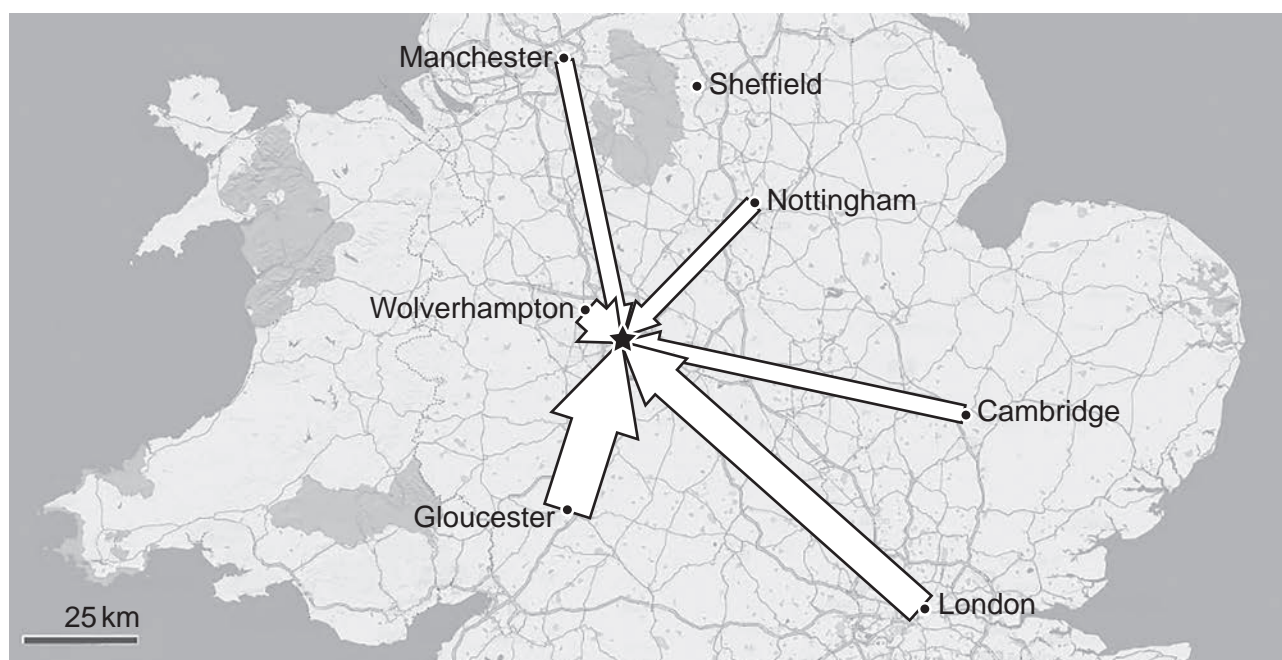 Manchester
Sheffield
Nottingham
Wolverhampton
Cambridge
Gloucester
London
25 km